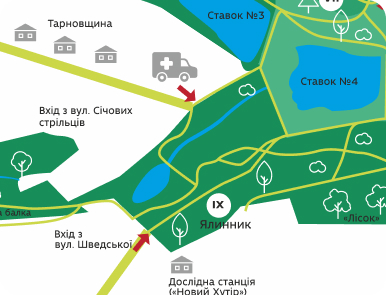 Ставок №3
Тарновщина
Ставок №4
Вхід з вул. Січових
стрільців
а балка
IX
Ялинник
«Лісок»
Вхід з
вул. Шведської
Дослідна станція
(«Новий Хутір»)